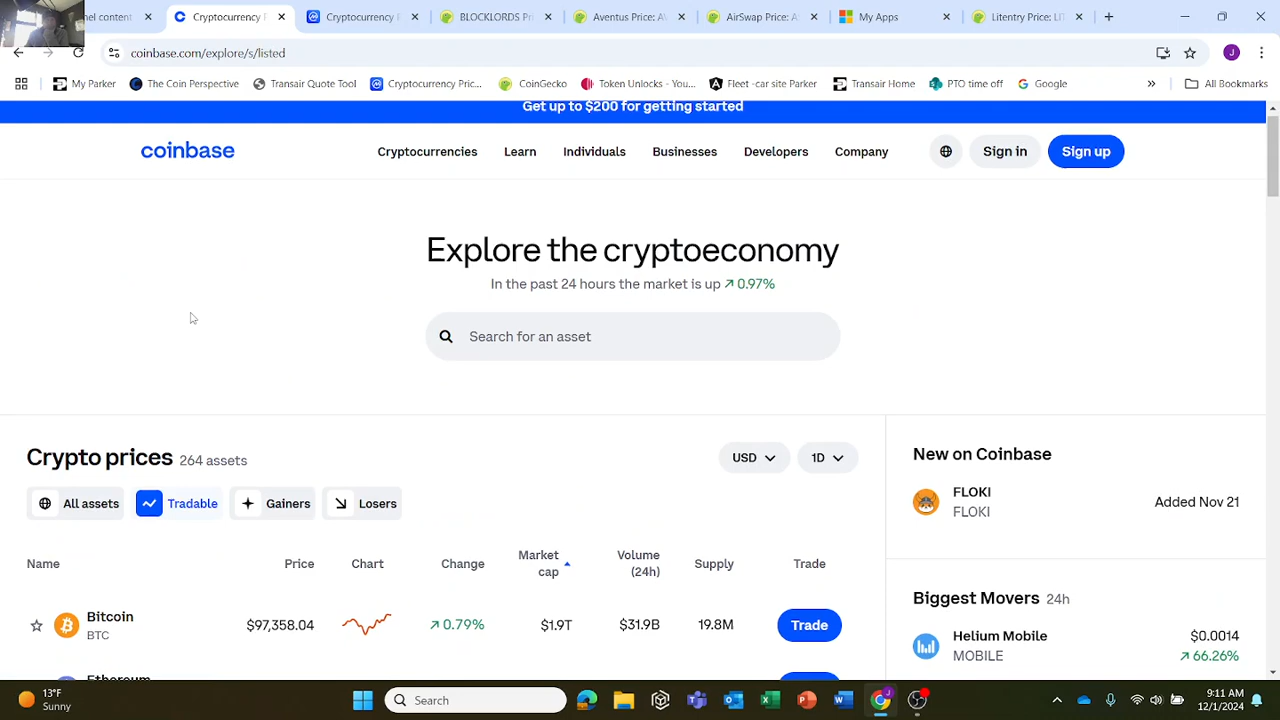 el content
Cryptocurrency F
Cryptocurrency P
BLOCKLORDS Pr
Aventus Price: AV
AirSwap Price: A
My Apps
Litentry Price: LIT
coinbase.com/explore/s/listed
My Parker
The Coin Perspective
Transair Quote Tool
Cryptocurrency Pric...
CoinGecko
Token Unlocks - You...
Fleet -car site Parker
Transair Home
PTO time off
Google
All Bookmarks
Get up to $200 for getting started
coinbase
Cryptocurrencies
Learn
Individuals
Businesses
Developers
Company
Sign in
Sign up
Explore the cryptoeconomy
In the past 24 hours the market is up ↗ 0.97%
Search for an asset
Crypto prices 264 assets
USD
1D
All assets
Tradable
Gainers
Losers
Name
Price
Chart
Change
Market
cap
Volume
(24h)
Supply
Trade
Bitcoin
BTC
$97,358.04
↗ 0.79%
$1.9T
$31.9B
19.8M
Trade
Ethereum
New on Coinbase
FLOKI
FLOKI
Added Nov 21
Biggest Movers 24h
Helium Mobile
MOBILE
$0.0014
↗ 66.26%
13°F
Sunny
Search
9:11 AM
12/1/2024